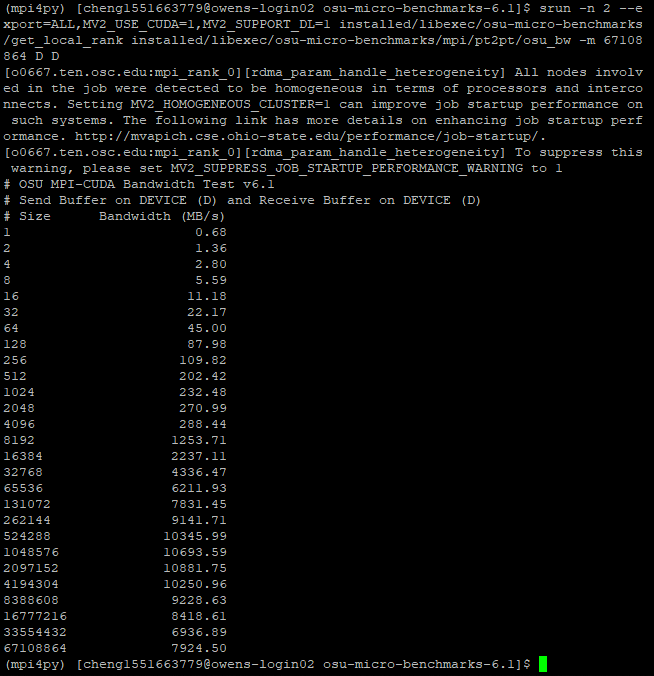 (mpi4py) [cheng1551663779@owens-login02 osu-micro-benchmarks-6.1]$ srun -n 2 --e
xport=ALL,MV2_USE_CUDA=1,MV2_SUPPORT_DL=1 installed/libexec/osu-micro-benchmarks
/get_local_rank installed/libexec/osu-micro-benchmarks/mpi/pt2pt/osu_bw -m 67108
864 D D
[o0667.ten.osc.edu:mpi_rank_0][rdma_param_handle_heterogeneity] All nodes involv
ed in the job were detected to be homogeneous in terms of processors and interco
nnects. Setting MV2_HOMOGENEOUS_CLUSTER=1 can improve job startup performance on
 such systems. The following link has more details on enhancing job startup perf
ormance. http://mvapich.cse.ohio-state.edu/performance/job-startup/.
[o0667.ten.osc.edu:mpi_rank_0][rdma_param_handle_heterogeneity] To suppress this
 warning, please set MV2_SUPPRESS_JOB_STARTUP_PERFORMANCE_WARNING to 1
# OSU MPI-CUDA Bandwidth Test v6.1
# Send Buffer on DEVICE (D) and Receive Buffer on DEVICE (D)
# Size      Bandwidth (MB/s)
1                       0.68
2                       1.36
4                       2.80
8                       5.59
16                     11.18
32                     22.17
64                     45.00
128                    87.98
256                   109.82
512                   202.42
1024                  232.48
2048                  270.99
4096                  288.44
8192                 1253.71
16384                2237.11
32768                4336.47
65536                6211.93
131072               7831.45
262144               9141.71
524288              10345.99
1048576             10693.59
2097152             10881.75
4194304             10250.96
8388608              9228.63
16777216             8418.61
33554432             6936.89
67108864             7924.50
(mpi4py) [cheng1551663779@owens-login02 osu-micro-benchmarks-6.1]$